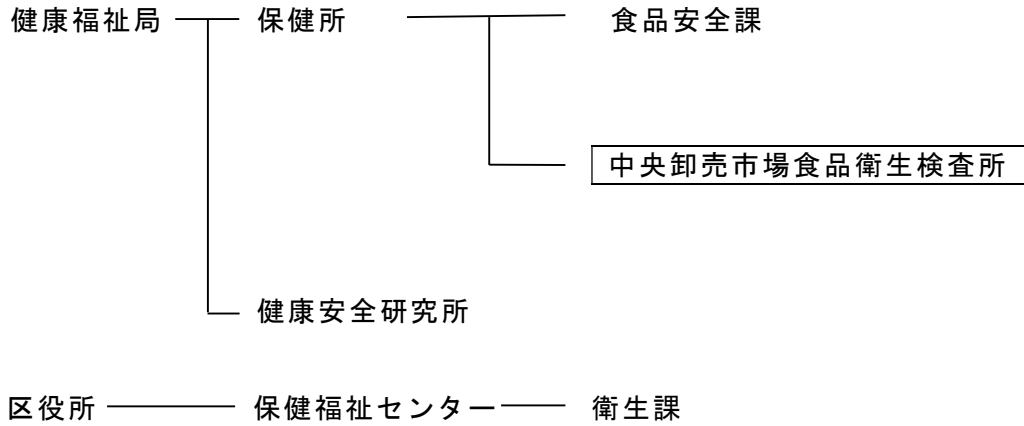 健康福祉局 保健所 食品安全課
中央卸売市場食品衛生検査所
健康安全研究所
区役所 保健福祉センター 衛生課